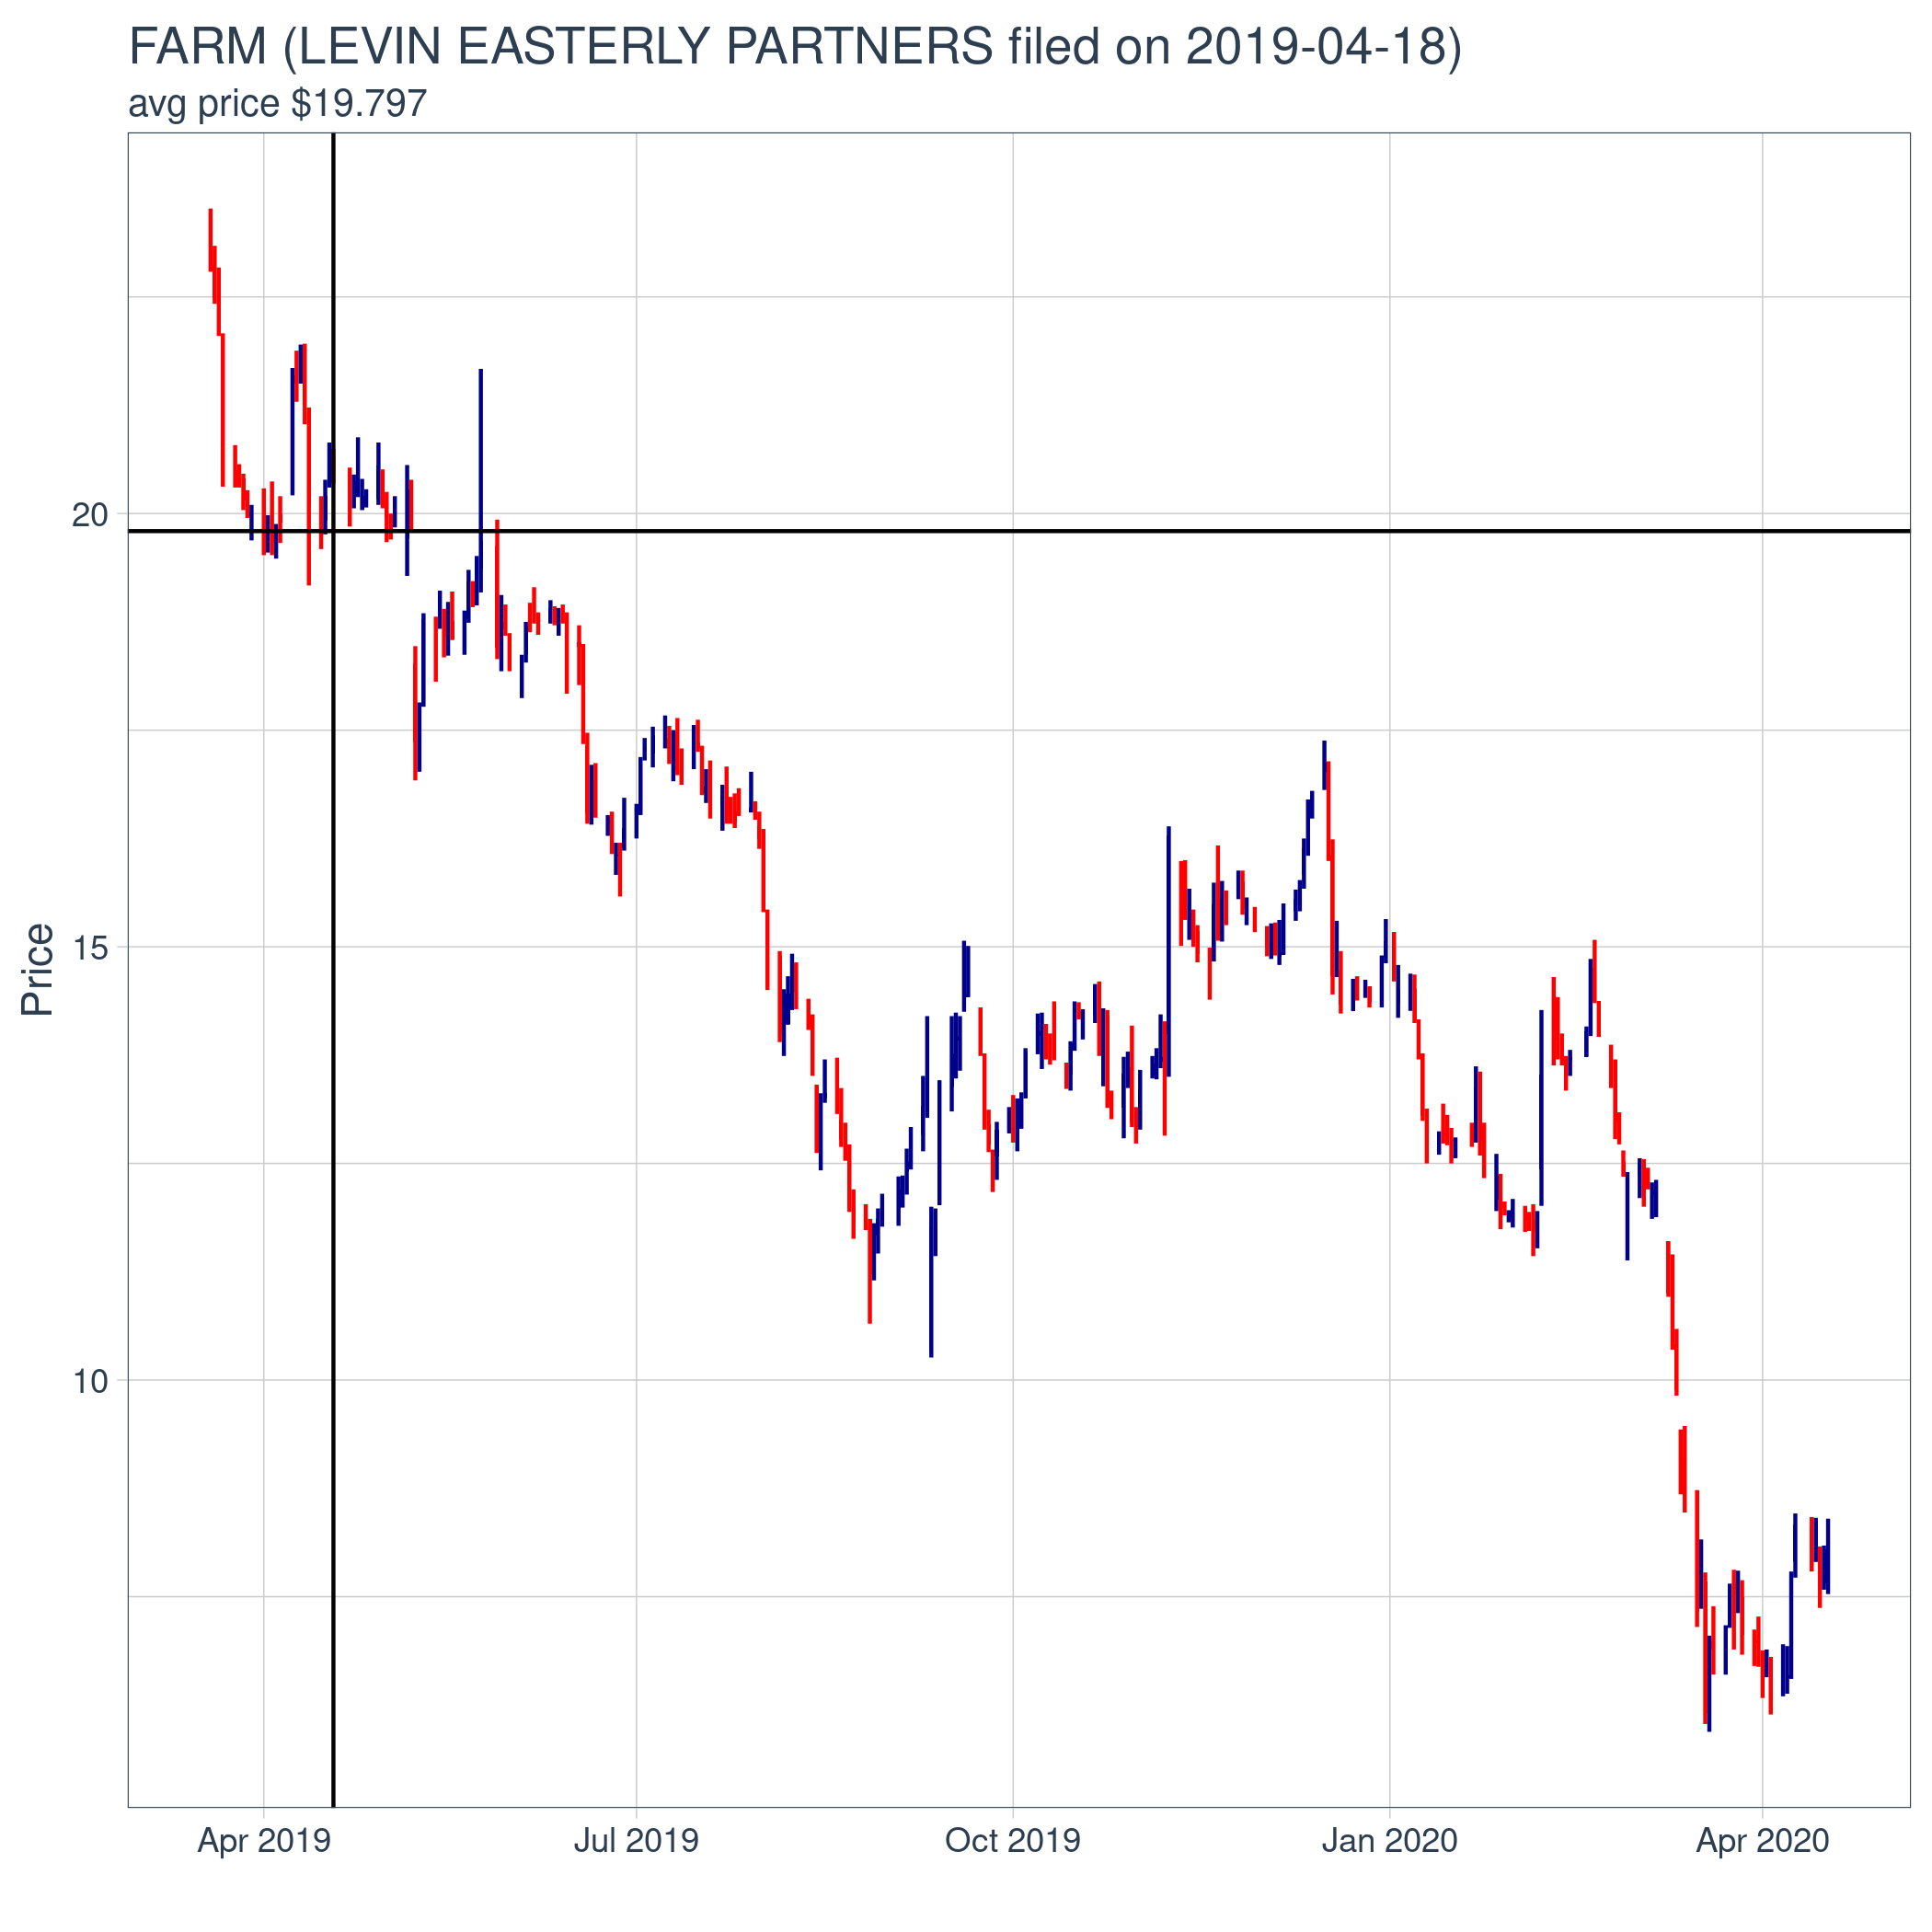 FARM (LEVIN EASTERLY PARTNERS filed on 2019-04-18)
avg price $19.797
20
15
10
Price
Apr 2019
Jul 2019
Oct 2019
Jan 2020
Apr 2020